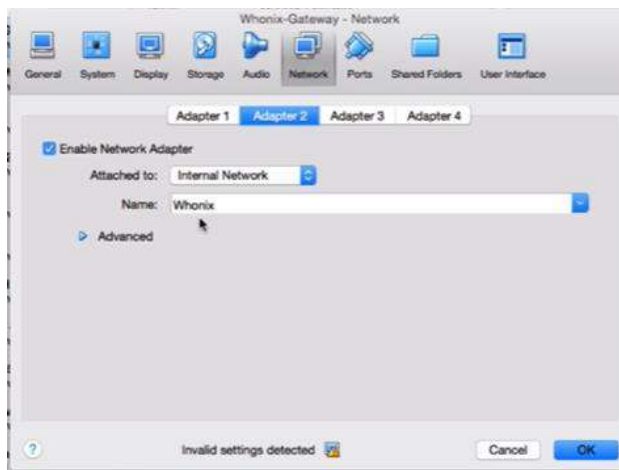 Whonix-Gateway - Network
General System Display Storage Audio Network Ports Shared Folders User Interface
Adapter 1 Adapter 2 Adapter 3 Adapter 4
Enable Network Adapter
Attached to: Internal Network
Name: Whonix
Advanced
? Invalid settings detected Cancel OK